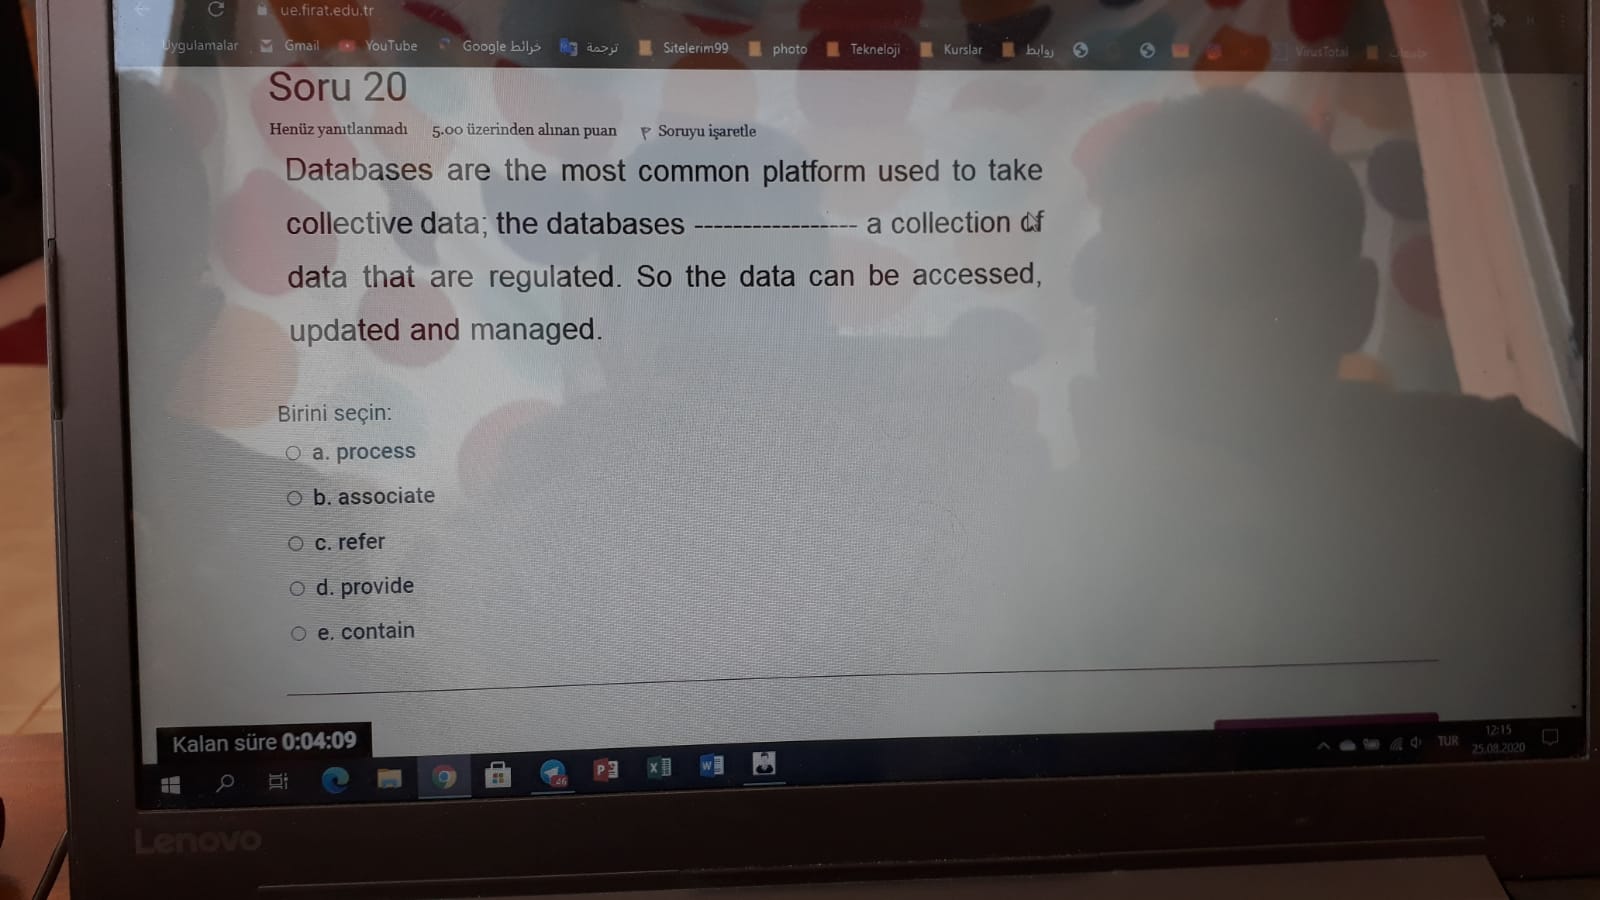 ue.firat.edu.tr
Uygulamalar Gmail YouTube Google خرائط ترجمة Sitelerim99 photo Tekneloji Kurslar روابط VirusTotal
Soru 20
Henüz yanıtlanmadı 5.00 üzerinden alınan puan Soruyu işaretle
Databases are the most common platform used to take
collective data; the databases ----------------- a collection of
data that are regulated. So the data can be accessed,
updated and managed.
Birini seçin:
a. process
b. associate
c. refer
d. provide
e. contain
Kalan süre 0:04:09
TUR 12:15
25.08.2020
Lenovo